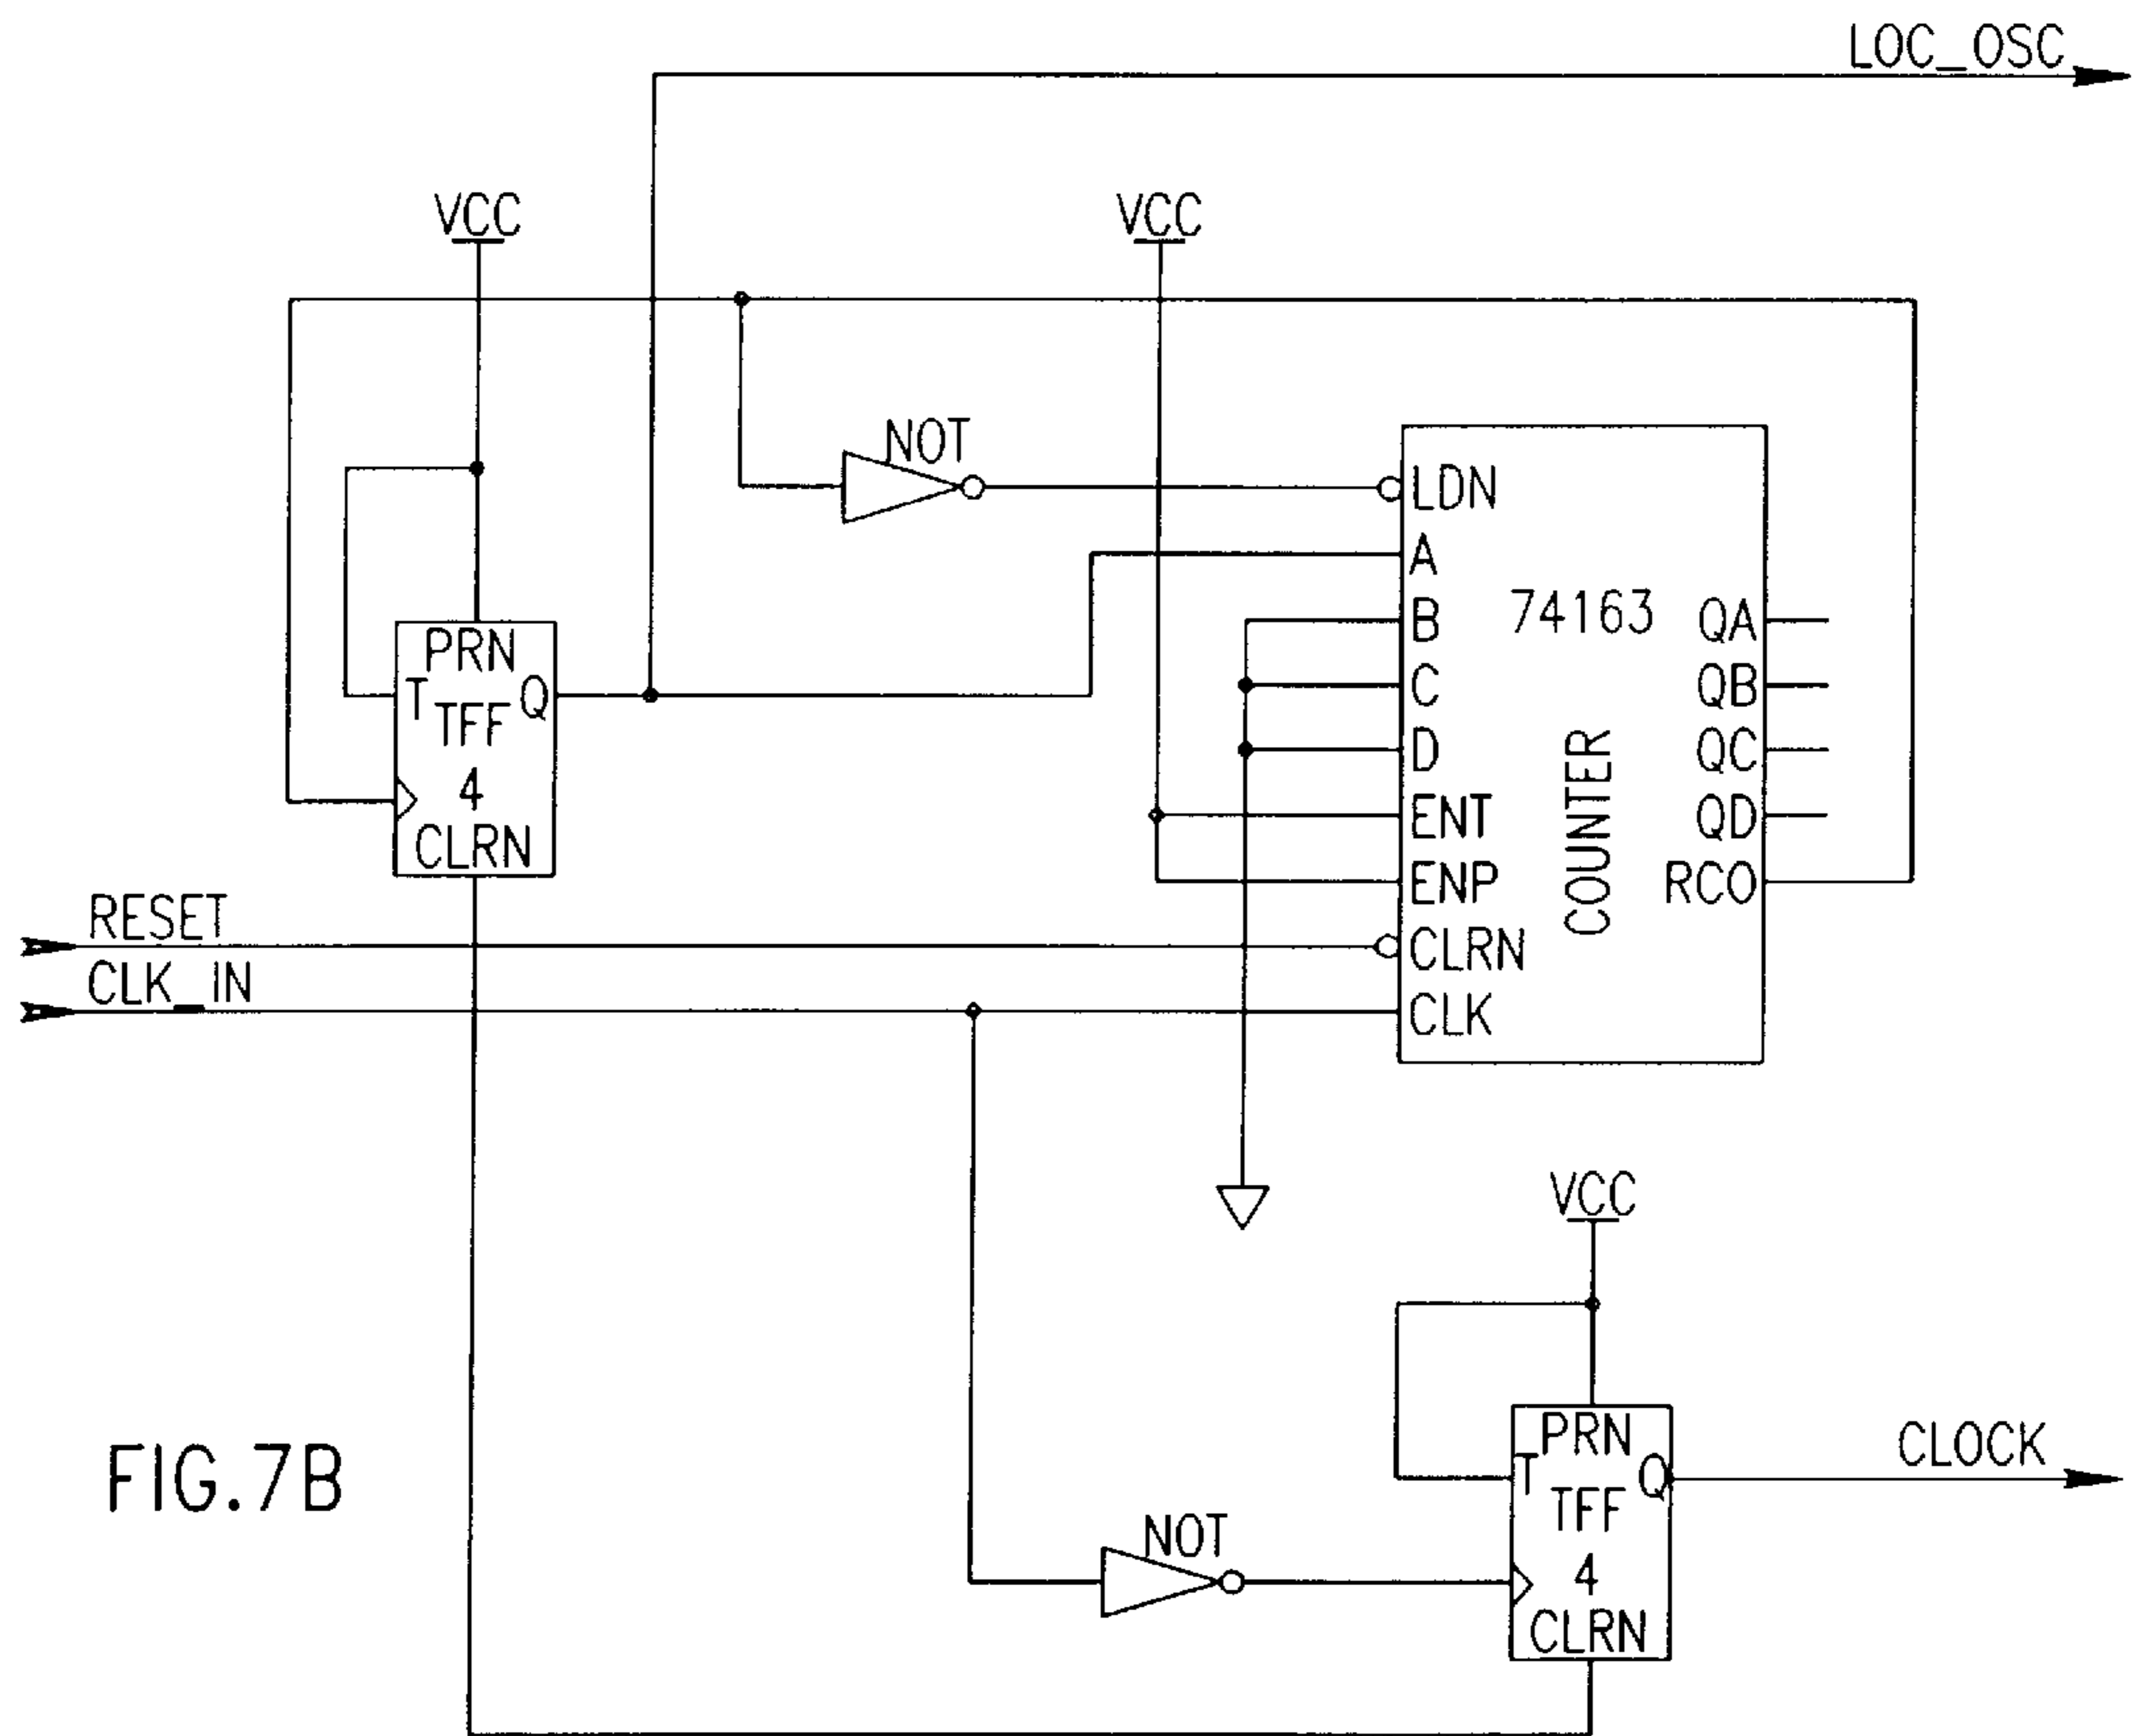 LOC_OSC
VCC
VCC
NOT
LDN
A
B
C
D
ENT
ENP
CLRN
CLK
74163
COUNTER
QA
QB
QC
QD
RCO
PRN
T
Q
TFF
4
CLRN
RESET
CLK_IN
VCC
PRN
T
Q
TFF
4
CLRN
CLOCK
NOT
FIG.7B